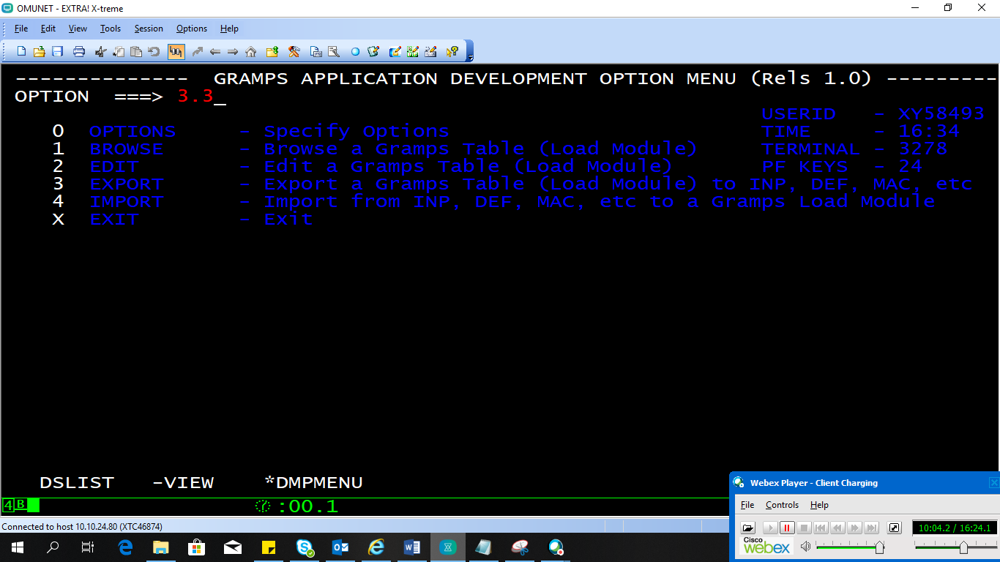 OMUNET - EXTRA! X-treme
File Edit View Tools Session Options Help
-------------- GRAMPS APPLICATION DEVELOPMENT OPTION MENU (Rels 1.0) ---------
OPTION ===> 3.3_
USERID - XY58493
0 OPTIONS - Specify Options TIME - 16:34
1 BROWSE - Browse a Gramps Table (Load Module) TERMINAL - 3278
2 EDIT - Edit a Gramps Table (Load Module) PF KEYS - 24
3 EXPORT - Export a Gramps Table (Load Module) to INP, DEF, MAC, etc
4 IMPORT - Import from INP, DEF, MAC, etc to a Gramps Load Module
X EXIT - Exit
DSLIST -VIEW *DMPMENU
4B :00.1
Connected to host 10.10.24.80 (XTC46874)
Webex Player - Client Charging
File Controls Help
10:04.2 / 16:24.1
Cisco
webex